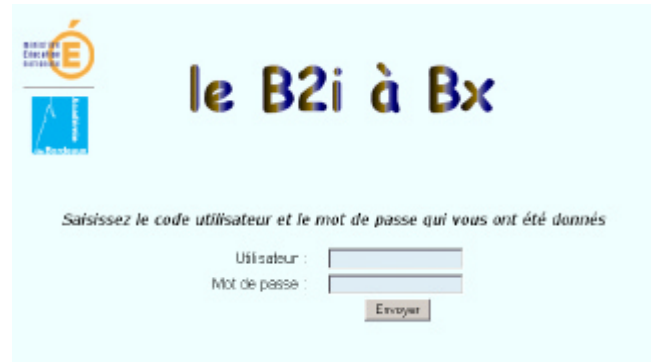 le B2i à Bx
Saisissez le code utilisateur et le mot de passe qui vous ont été donnés
Utilisateur :
Mot de passe :
Envoyer